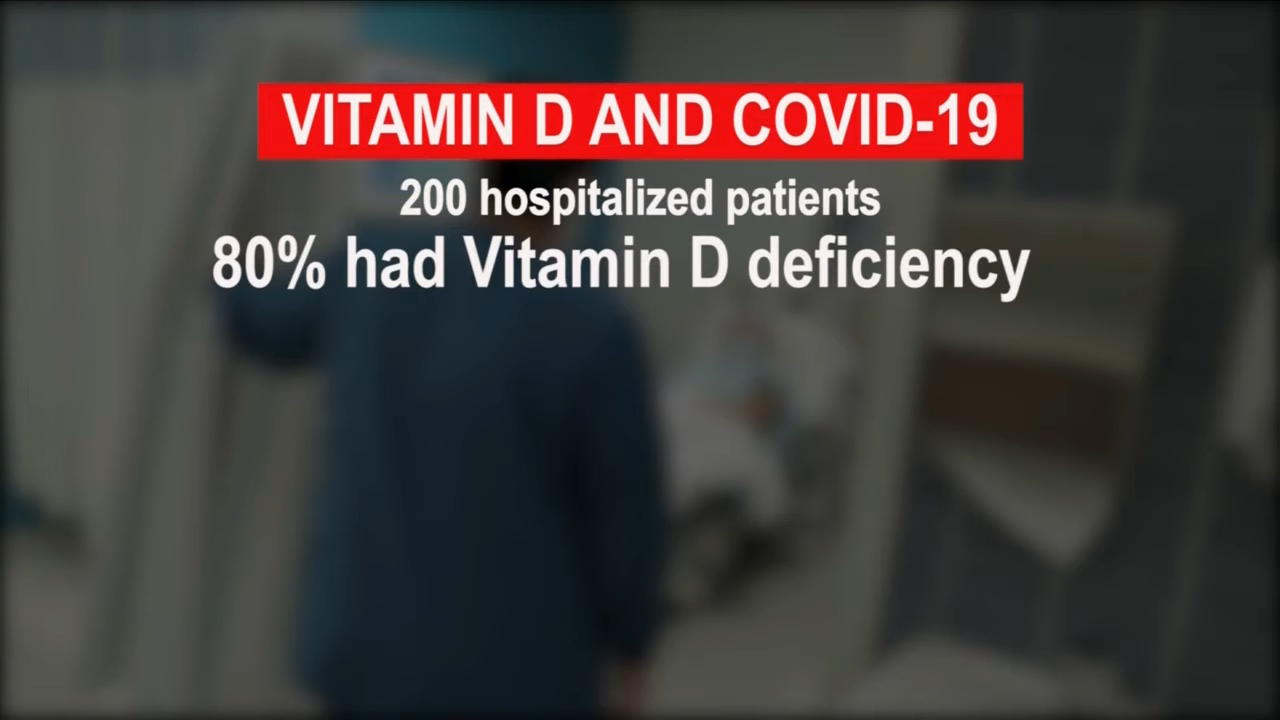 VITAMIN D AND COVID-19
200 hospitalized patients
80% had Vitamin D deficiency